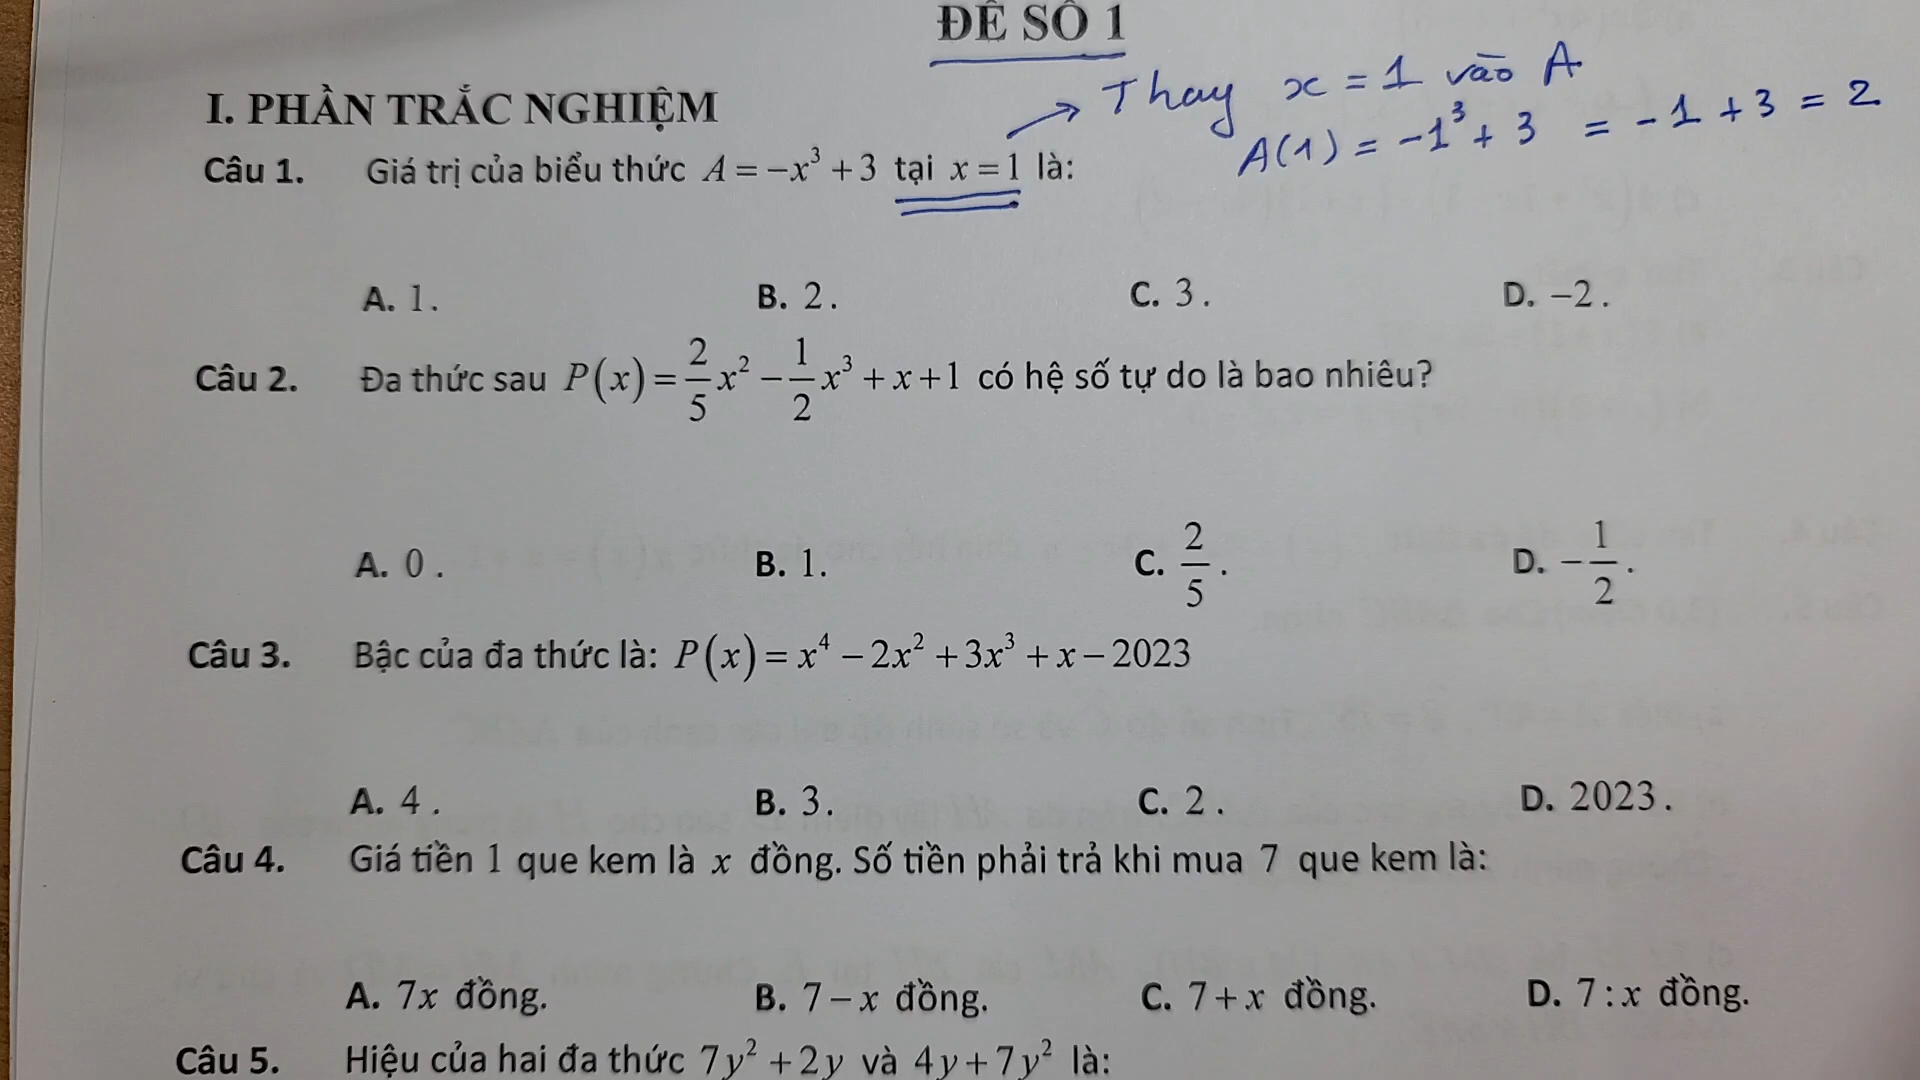 ĐỀ SỐ 1
Thay x = 1 vào A
I. PHẦN TRẮC NGHIỆM
A(1) = -1³ + 3 = -1 + 3 = 2
Câu 1. Giá trị của biểu thức A = −x³ + 3 tại x = 1 là:
A. 1. B. 2. C. 3. D. −2.
Câu 2. Đa thức sau P(x) = 2/5 x² − 1/2 x³ + x + 1 có hệ số tự do là bao nhiêu?
A. 0. B. 1. C. 2/5. D. −1/2.
Câu 3. Bậc của đa thức là: P(x) = x⁴ − 2x² + 3x³ + x − 2023
A. 4. B. 3. C. 2. D. 2023.
Câu 4. Giá tiền 1 que kem là x đồng. Số tiền phải trả khi mua 7 que kem là:
A. 7x đồng. B. 7 − x đồng. C. 7 + x đồng. D. 7 : x đồng.
Câu 5. Hiệu của hai đa thức 7y² + 2y và 4y + 7y² là: